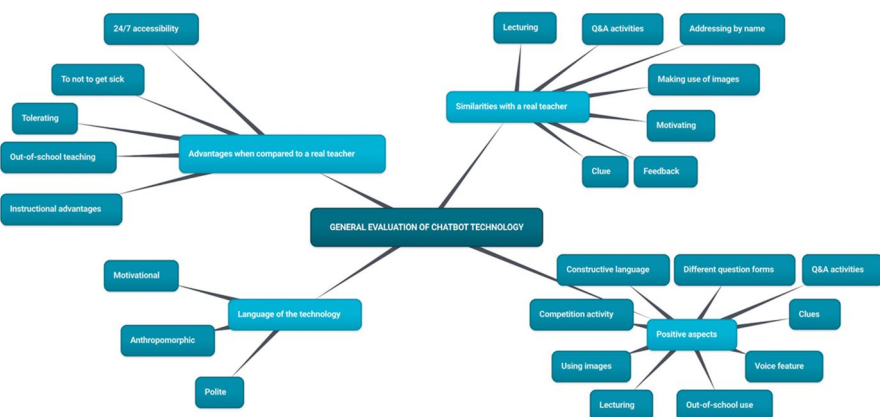 24/7 accessibility
To not to get sick
Tolerating
Out-of-school teaching
Instructional advantages
Advantages when compared to a real teacher
Lecturing
Q&A activities
Addressing by name
Making use of images
Motivating
Feedback
Similarities with a real teacher
GENERAL EVALUATION OF CHATBOT TECHNOLOGY
Motivational
Anthropomorphic
Polite
Language of the technology
Constructive language
Different question forms
Q&A activities
Competition activity
Clues
Positive aspects
Using images
Voice feature
Lecturing
Out-of-school use